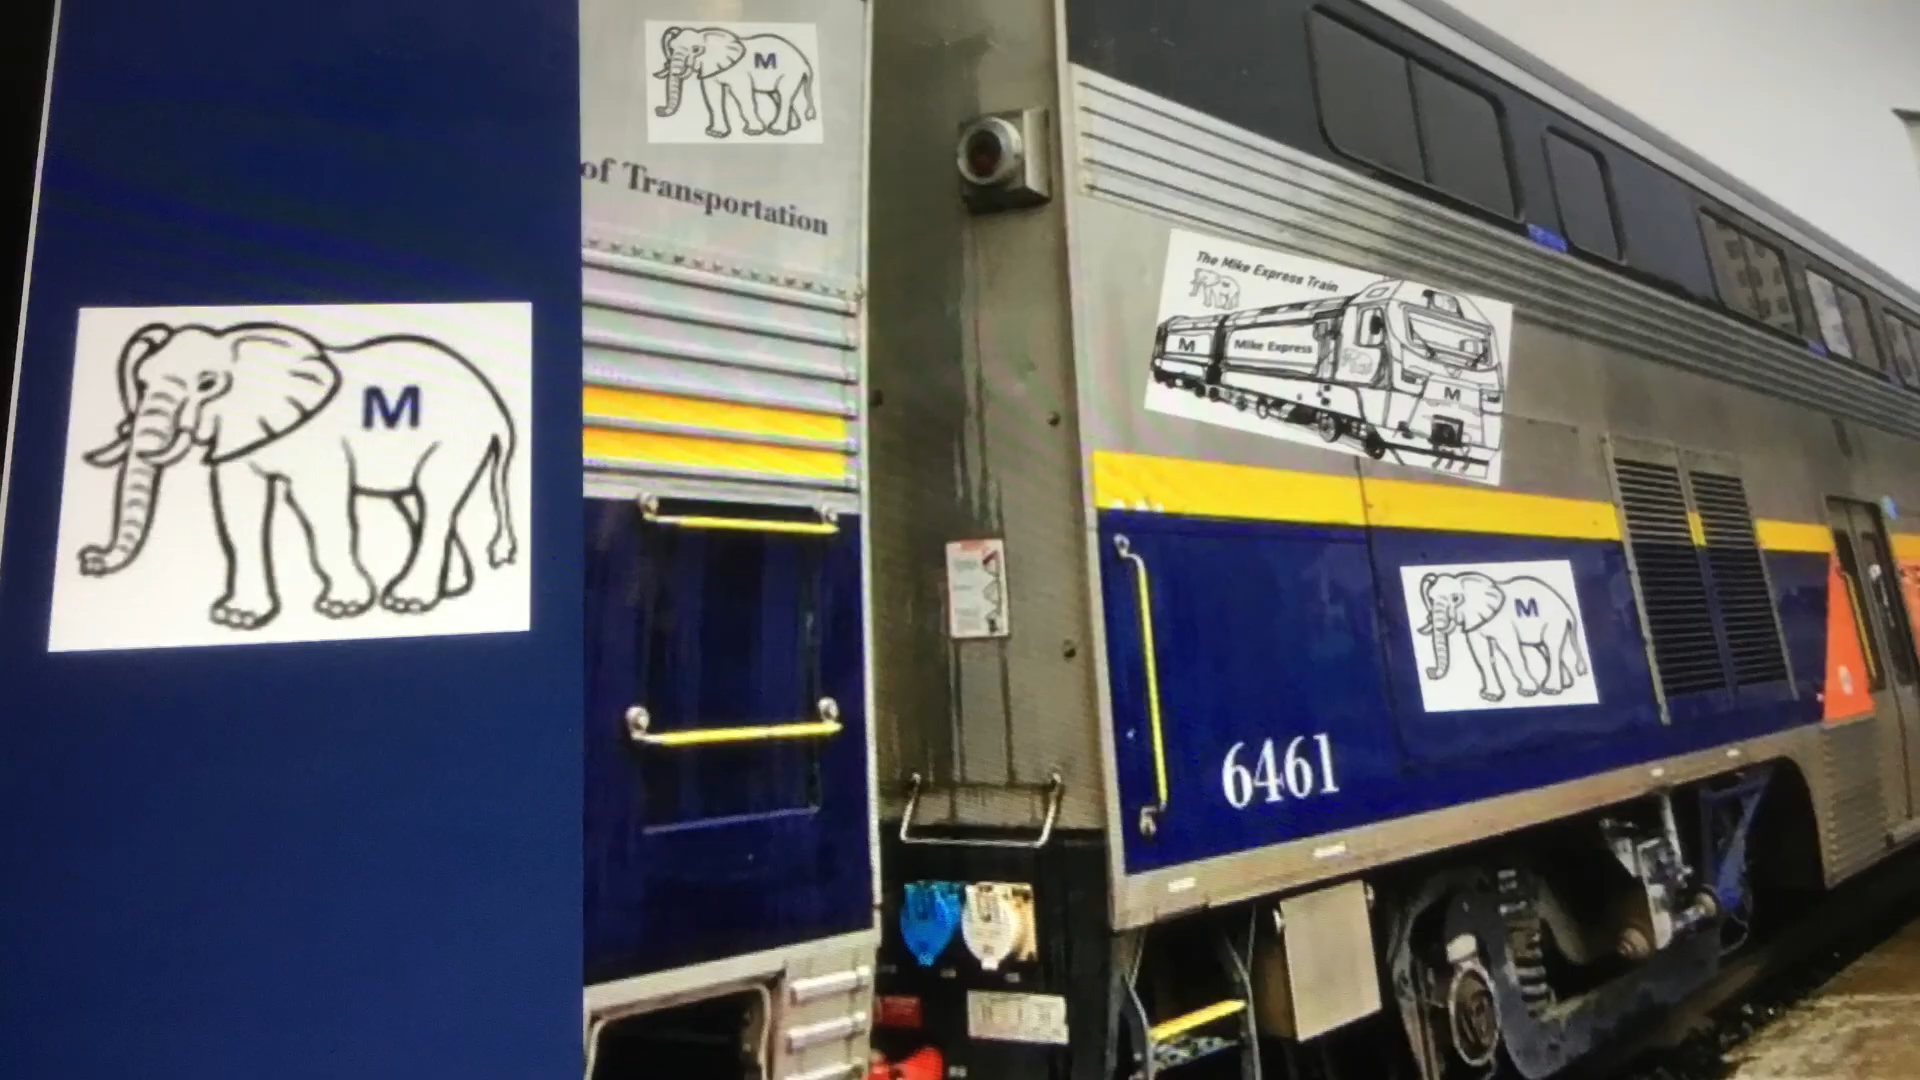 M
M
of Transportation
The Mike Express Train
M
Mike Express
M
M
6461